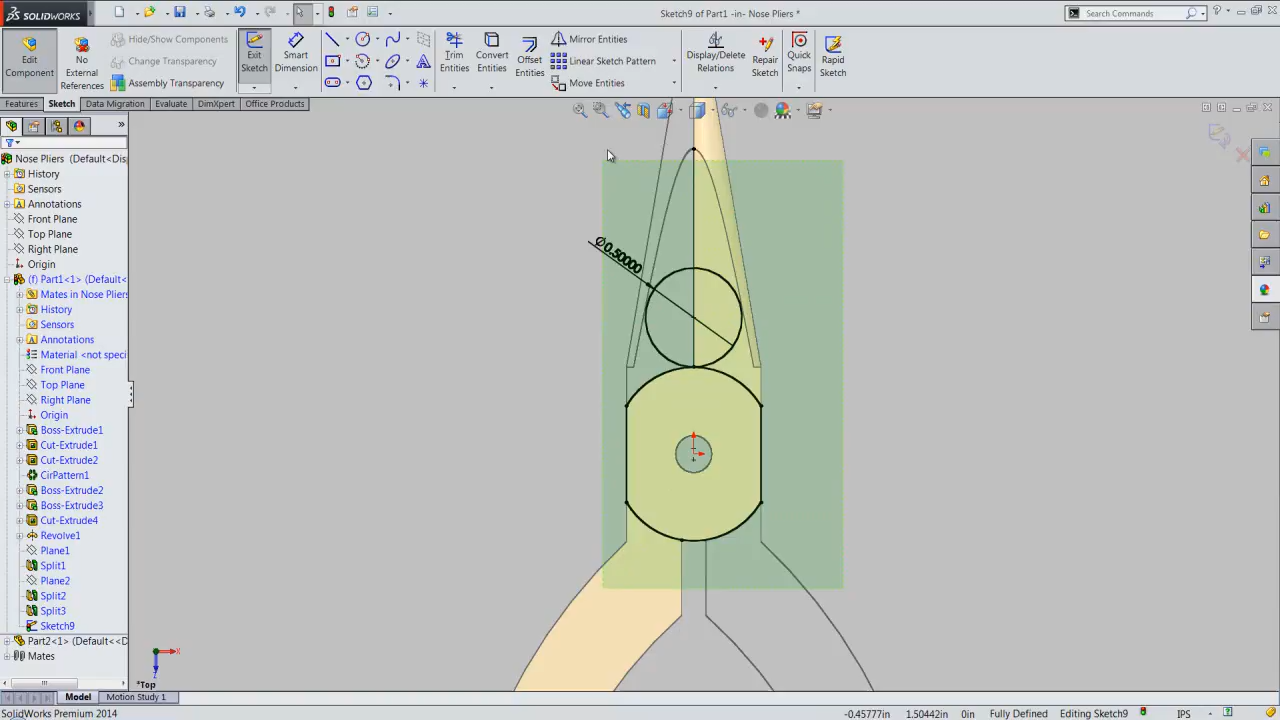 SOLIDWORKS
Sketch9 of Part1 -in- Nose Pliers *
Search Commands
Edit Component
No External References
Hide/Show Components
Change Transparency
Assembly Transparency
Exit Sketch
Smart Dimension
Trim Entities
Convert Entities
Offset Entities
Mirror Entities
Linear Sketch Pattern
Move Entities
Display/Delete Relations
Repair Sketch
Quick Snaps
Rapid Sketch
Features
Sketch
Data Migration
Evaluate
DimXpert
Office Products
Nose Pliers (Default<Dis
History
Sensors
Annotations
Front Plane
Top Plane
Right Plane
Origin
(f) Part1<1> (Default<
Mates in Nose Pliers
History
Sensors
Annotations
Material <not speci
Front Plane
Top Plane
Right Plane
Origin
Boss-Extrude1
Cut-Extrude1
Cut-Extrude2
CirPattern1
Boss-Extrude2
Boss-Extrude3
Cut-Extrude4
Revolve1
Plane1
Split1
Plane2
Split2
Split3
Sketch9
Part2<1> (Default<<D
Mates
Ø0.50000
X
Z
*Top
Model
Motion Study 1
SolidWorks Premium 2014
-0.45777in
1.50442in
0in
Fully Defined
Editing Sketch9
IPS